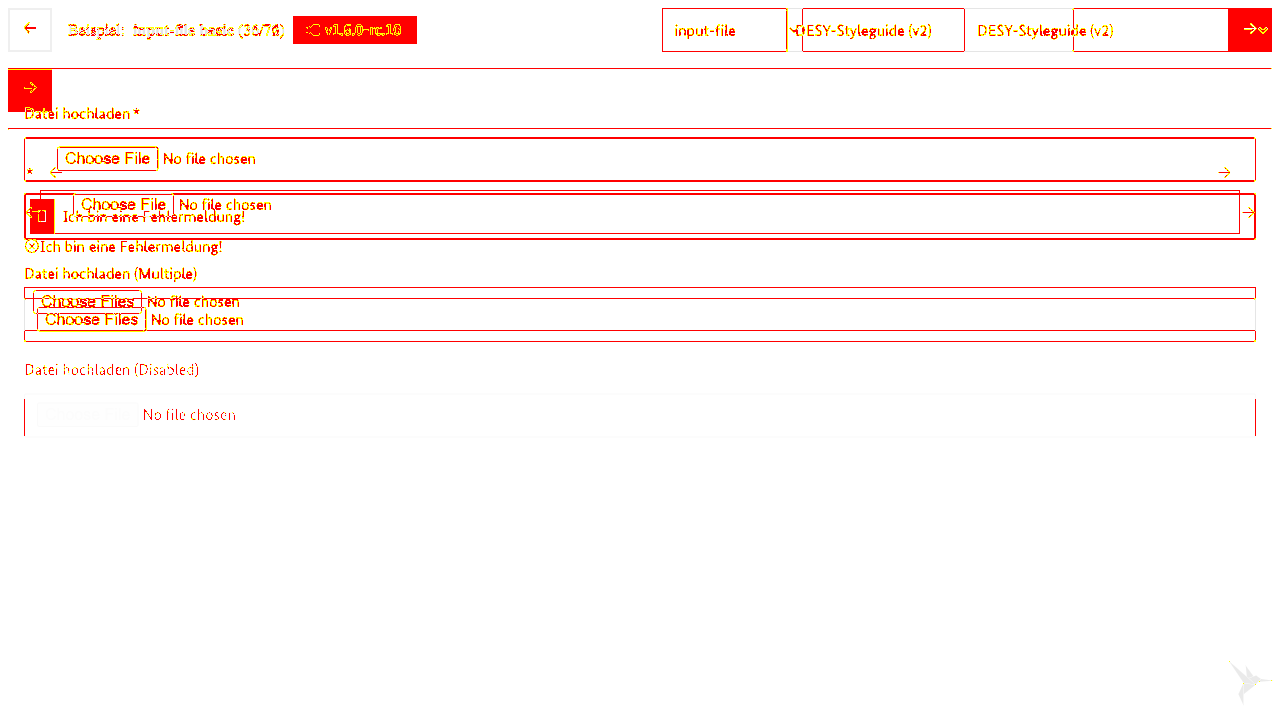 Beispiel: input-file basic (36/76) v1.6.0-rc.10 input-file DESY-Styleguide (v2) DESY-Styleguide (v2)
Datei hochladen *
Choose File No file chosen
*
Choose File No file chosen
Ich bin eine Fehlermeldung!
Ich bin eine Fehlermeldung!
Datei hochladen (Multiple)
Choose Files No file chosen
Choose Files No file chosen
Datei hochladen (Disabled)
No file chosen